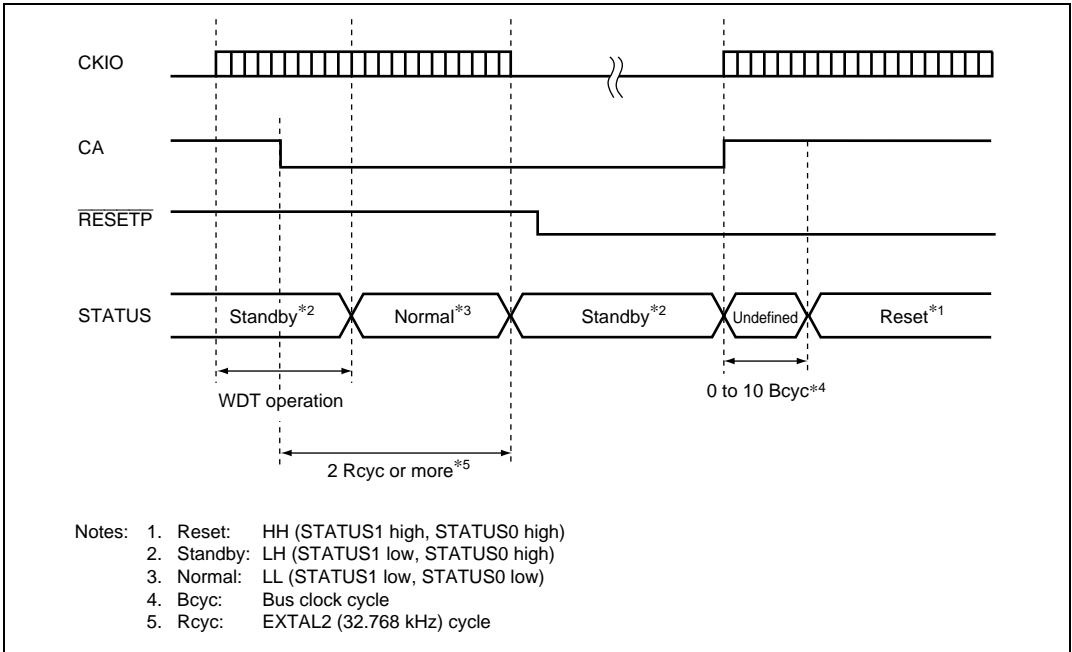 CKIO
CA
RESETP
STATUS
Standby*2 Normal*3 Standby*2 Undefined Reset*1
WDT operation
0 to 10 Bcyc*4
2 Rcyc or more*5
Notes: 1. Reset: HH (STATUS1 high, STATUS0 high)
2. Standby: LH (STATUS1 low, STATUS0 high)
3. Normal: LL (STATUS1 low, STATUS0 low)
4. Bcyc: Bus clock cycle
5. Rcyc: EXTAL2 (32.768 kHz) cycle